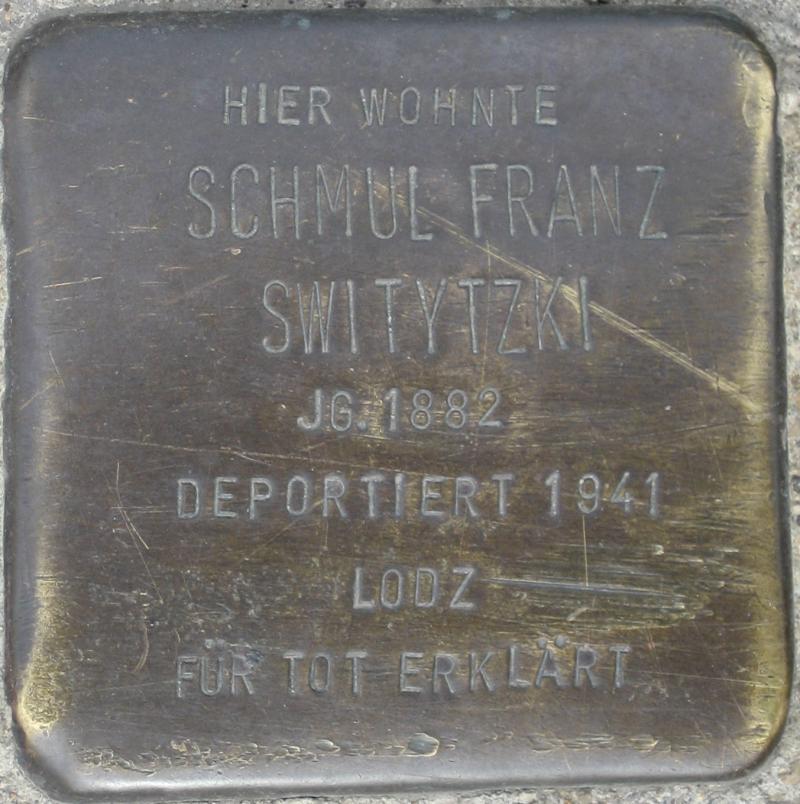 HIER WOHNTE
SCHMUL FRANZ
SWITYTZKI
JG. 1882
DEPORTIERT 1941
LODZ
FÜR TOT ERKLÄRT